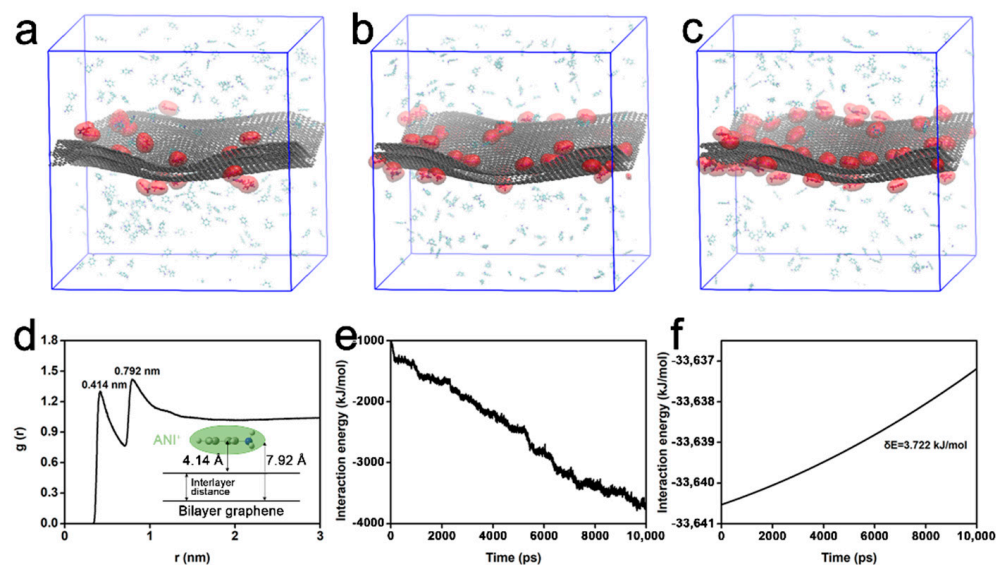 a
b
c
d
1.8
1.5
1.2
0.9
0.6
0.3
0.0
g (r)
0.414 nm
0.792 nm
ANI⁺
4.14 Å
7.92 Å
Interlayer
distance
Bilayer graphene
0
1
2
3
r (nm)
e
-1000
-2000
-3000
-4000
Interaction energy (kJ/mol)
0
2000
4000
6000
8000
10,000
Time (ps)
f
-33,637
-33,638
-33,639
-33,640
-33,641
Interaction energy (kJ/mol)
δE=3.722 kJ/mol
0
2000
4000
6000
8000
10,000
Time (ps)